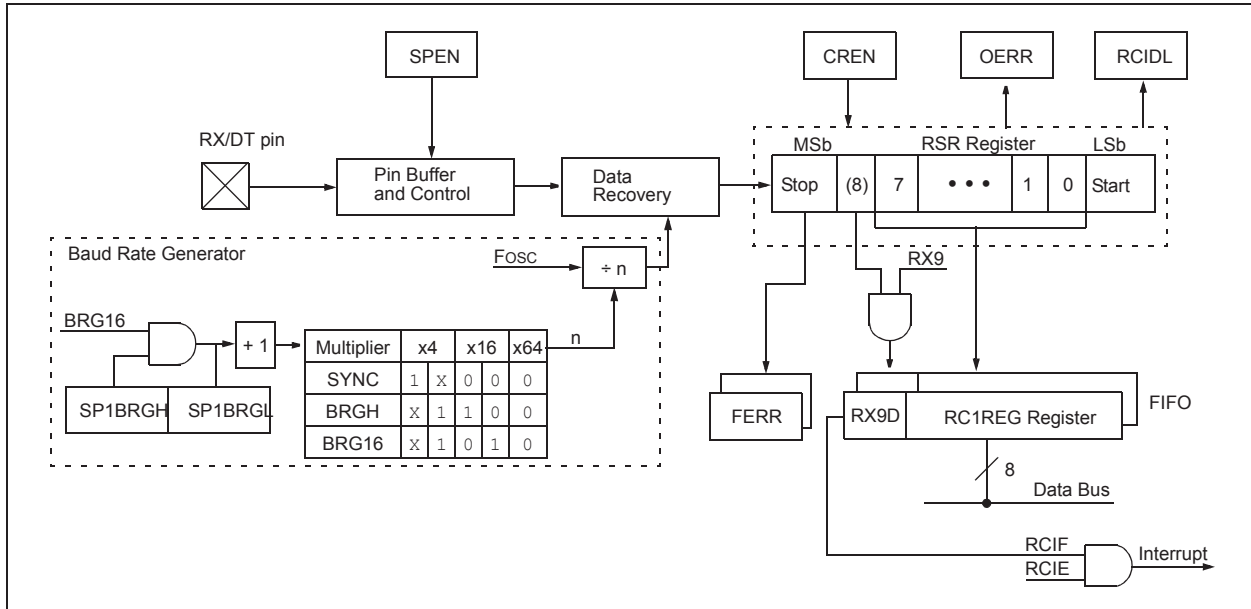 SPEN
CREN
OERR
RCIDL
RX/DT pin
Pin Buffer
and Control
Data
Recovery
MSb
RSR Register
LSb
Stop (8) 7 • • • 1 0 Start
Baud Rate Generator
FOSC
÷ n
RX9
BRG16
+ 1
n
Multiplier x4 x16 x64
SYNC 1 X 0 0 0
BRGH X 1 1 0 0
BRG16 X 1 0 1 0
SP1BRGH SP1BRGL
FERR
RX9D
RC1REG Register
FIFO
8
Data Bus
RCIF
RCIE
Interrupt